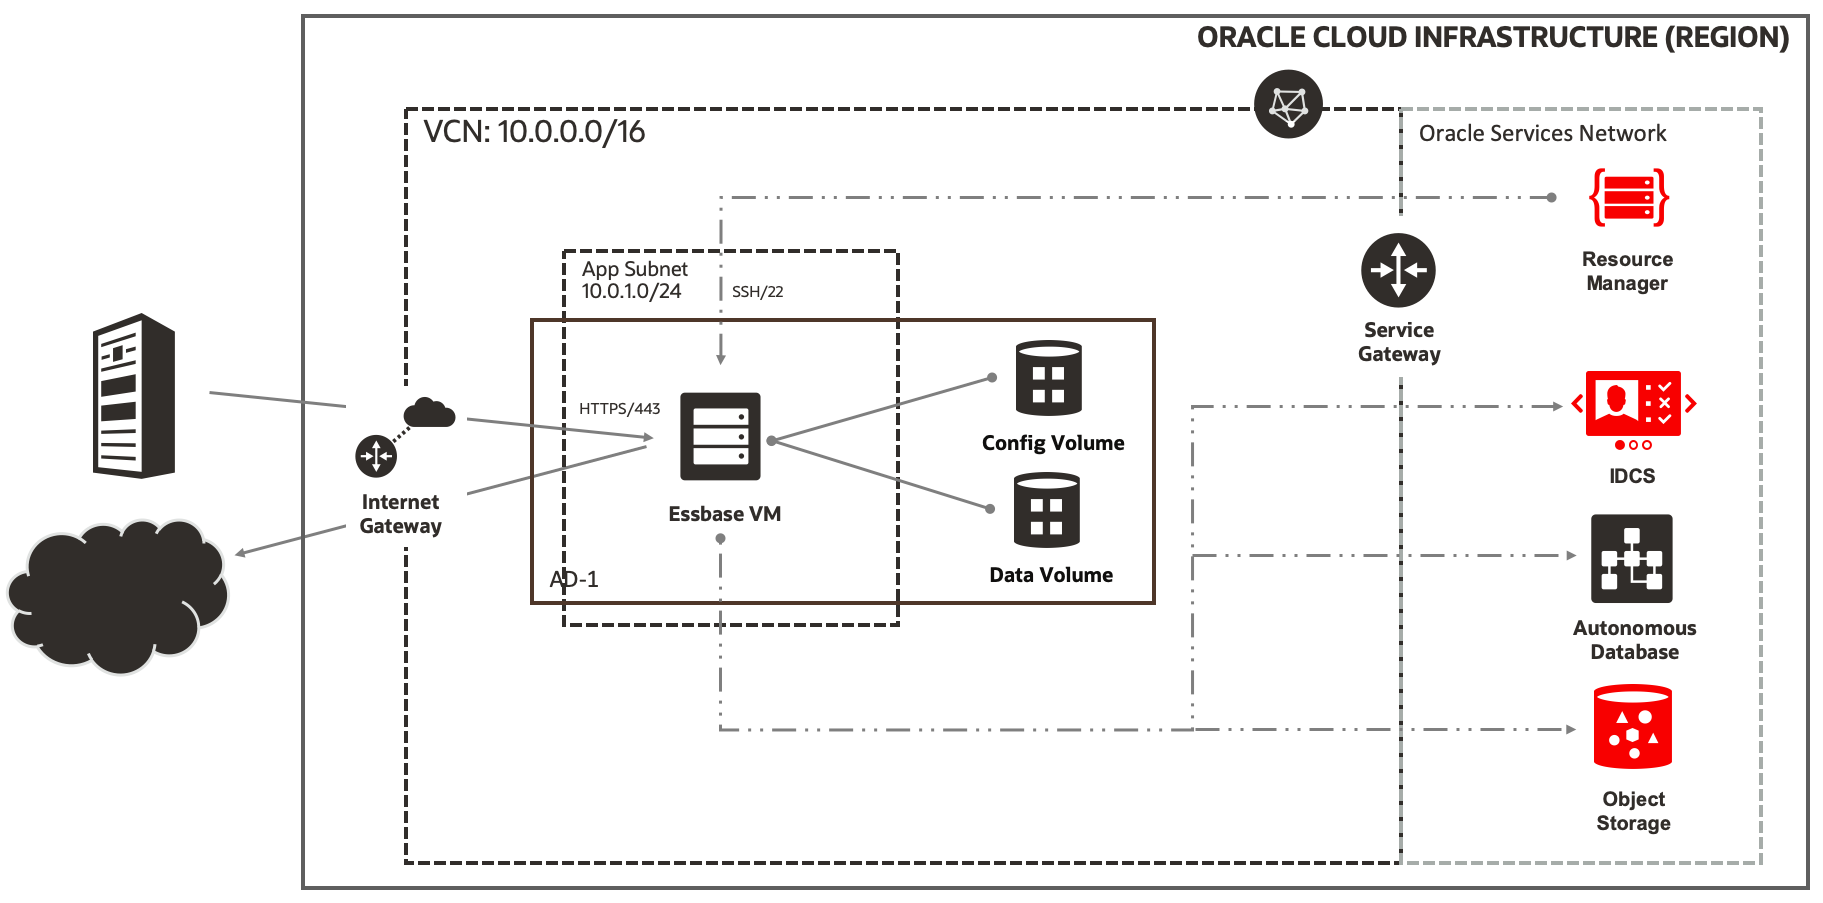 ORACLE CLOUD INFRASTRUCTURE (REGION)
VCN: 10.0.0.0/16
Oracle Services Network
Resource
Manager
App Subnet
10.0.1.0/24
SSH/22
Service
Gateway
HTTPS/443
Config Volume
IDCS
Internet
Gateway
Essbase VM
Data Volume
AD-1
Autonomous
Database
Object
Storage